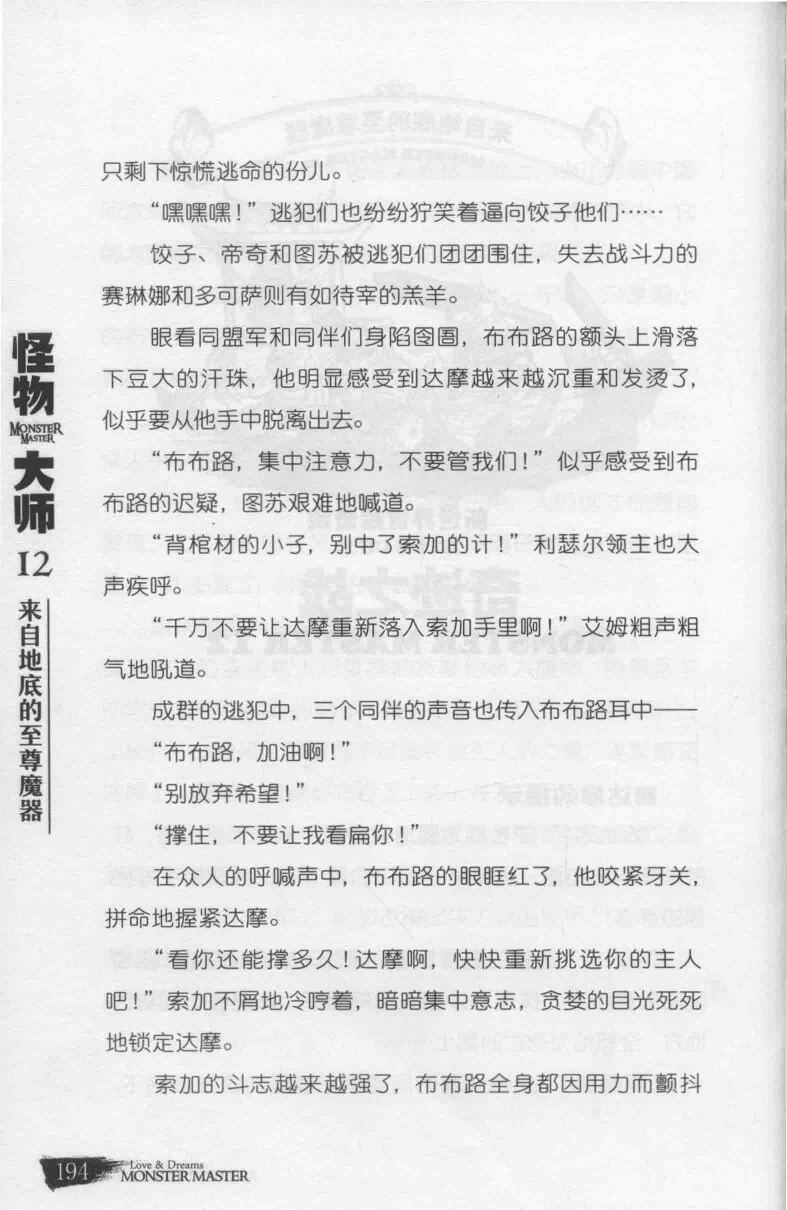 只剩下惊慌逃命的份儿。
“嘿嘿嘿！”逃犯们也纷纷狞笑着逼向饺子他们……
饺子、帝奇和图苏被逃犯们团团围住，失去战斗力的
赛琳娜和多可萨则有如待宰的羔羊。
眼看同盟军和同伴们身陷囹圄，布布路的额头上滑落
下豆大的汗珠，他明显感受到达摩越来越沉重和发烫了，
似乎要从他手中脱离出去。
“布布路，集中注意力，不要管我们！”似乎感受到布
布路的迟疑，图苏艰难地喊道。
“背棺材的小子，别中了索加的计！”利瑟尔领主也大
声疾呼。
“千万不要让达摩重新落入索加手里啊！”艾姆粗声粗
气地吼道。
成群的逃犯中，三个同伴的声音也传入布布路耳中——
“布布路，加油啊！”
“别放弃希望！”
“撑住，不要让我看扁你！”
在众人的呼喊声中，布布路的眼眶红了，他咬紧牙关，
拼命地握紧达摩。
“看你还能撑多久！达摩啊，快快重新挑选你的主人
吧！”索加不屑地冷哼着，暗暗集中意志，贪婪的目光死死
地锁定达摩。
索加的斗志越来越强了，布布路全身都因用力而颤抖
怪物
MONSTER
MASTER
大师
12
来自地底的至尊魔器
194
Love & Dreams
MONSTER MASTER